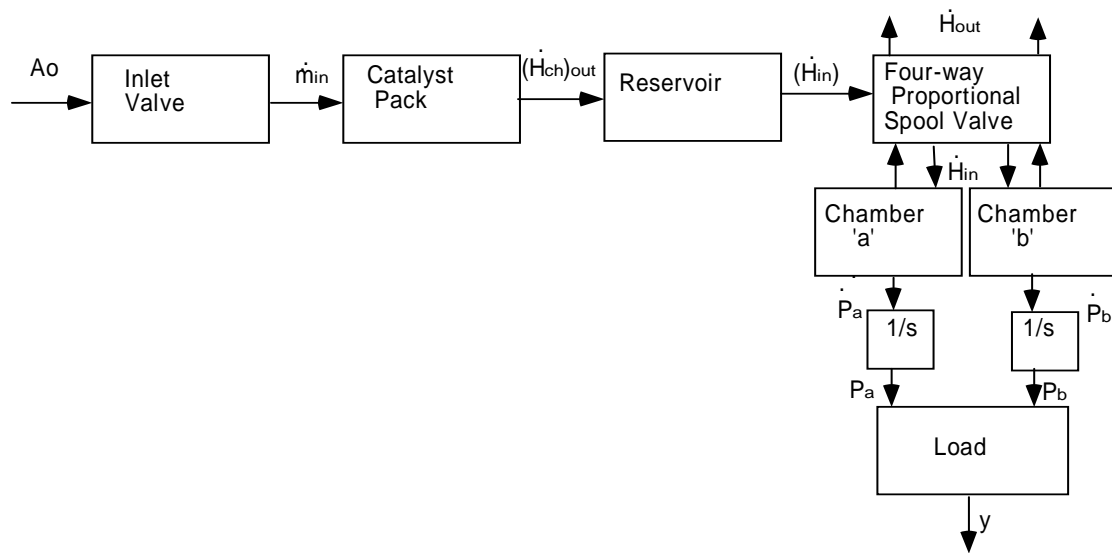 Ao
Inlet
Valve
ṁin
Catalyst
Pack
(Ḣch)out
Reservoir
(Ḣin)
Ḣout
Four-way
Proportional
Spool Valve
Ḣin
Chamber
'a'
Chamber
'b'
Ṗa
1/s
1/s
Ṗb
Pa
Pb
Load
y